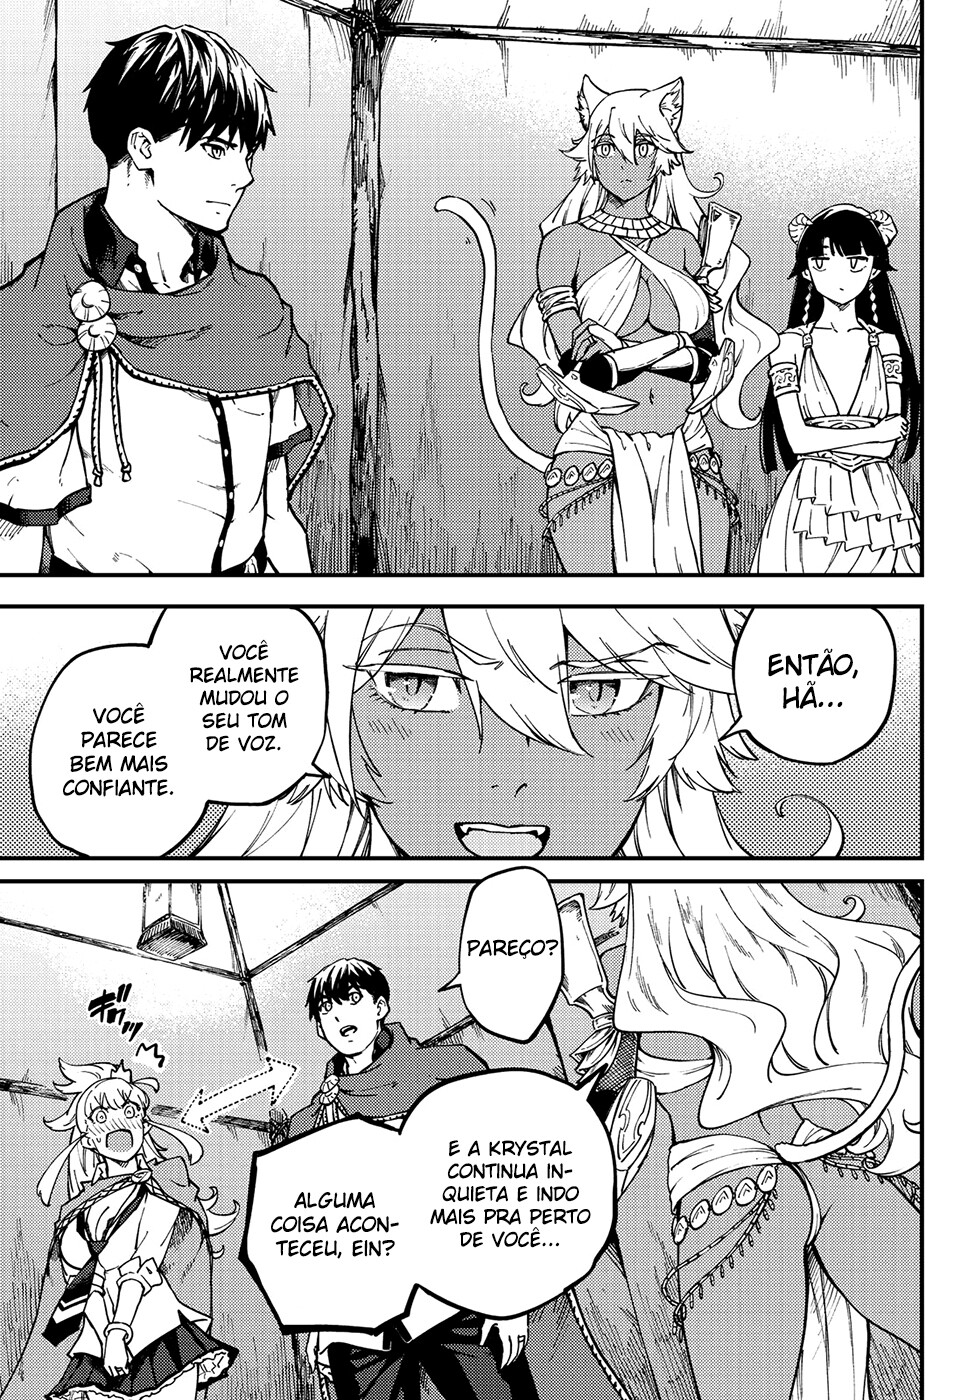 ENTÃO,
HÃ...
VOCÊ
REALMENTE
MUDOU O
SEU TOM
DE VOZ.
VOCÊ
PARECE
BEM MAIS
CONFIANTE.
PAREÇO?
E A KRYSTAL
CONTINUA IN-
QUIETA E INDO
MAIS PRA PERTO
DE VOCÊ...
ALGUMA
COISA ACON-
TECEU, EIN?